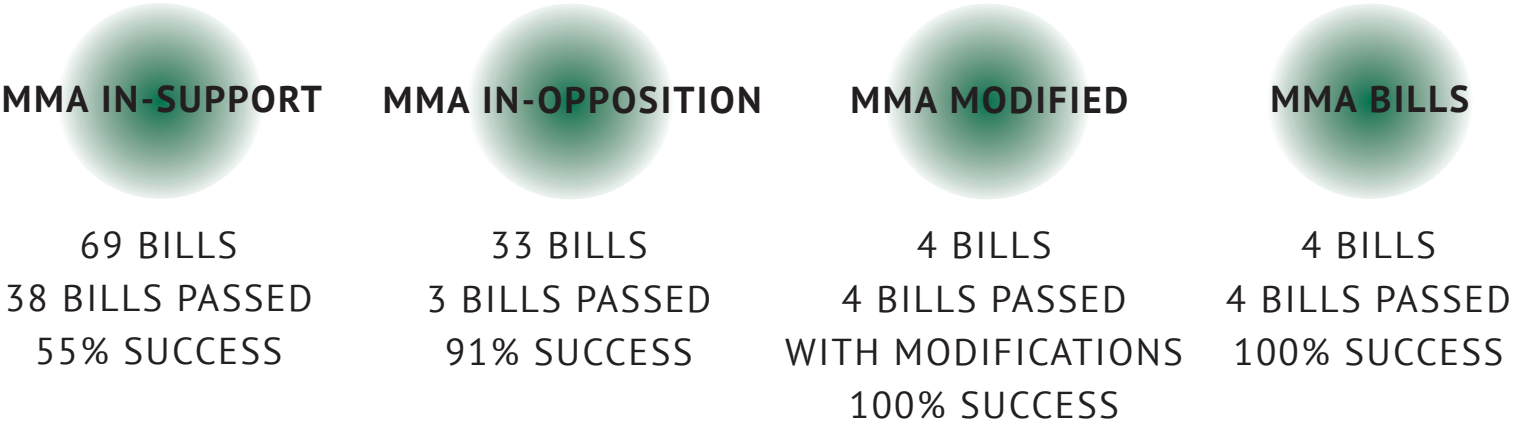 MMA IN-SUPPORT
69 BILLS
38 BILLS PASSED
55% SUCCESS
MMA IN-OPPOSITION
33 BILLS
3 BILLS PASSED
91% SUCCESS
MMA MODIFIED
4 BILLS
4 BILLS PASSED
WITH MODIFICATIONS
100% SUCCESS
MMA BILLS
4 BILLS
4 BILLS PASSED
100% SUCCESS